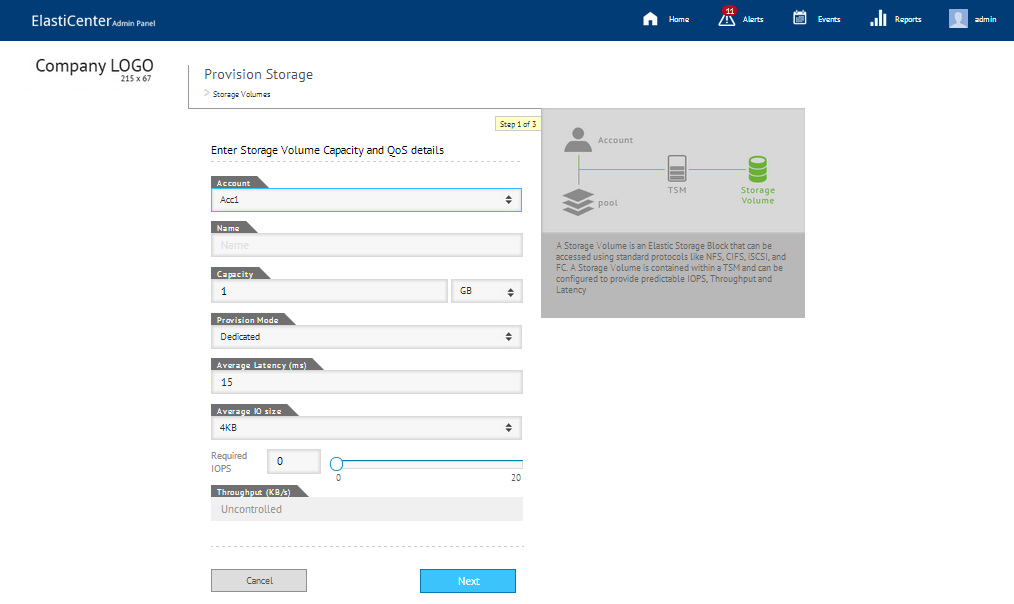 ElastiCenter Admin Panel
Home
11
Alerts
Events
Reports
admin
Company LOGO
215 x 67
Provision Storage
> Storage Volumes
Step 1 of 3
Enter Storage Volume Capacity and QoS details
Account
Acc1
Name
Name
Capacity
1
GB
Provision Mode
Dedicated
Average Latency (ms)
15
Average IO size
4KB
Required
IOPS
0
0
20
Throughput (KB/s)
Uncontrolled
Cancel
Next
Account
TSM
Storage
Volume
pool
A Storage Volume is an Elastic Storage Block that can be
accessed using standard protocols like NFS, CIFS, iSCSI, and
FC. A Storage Volume is contained within a TSM and can be
configured to provide predictable IOPS, Throughput and
Latency